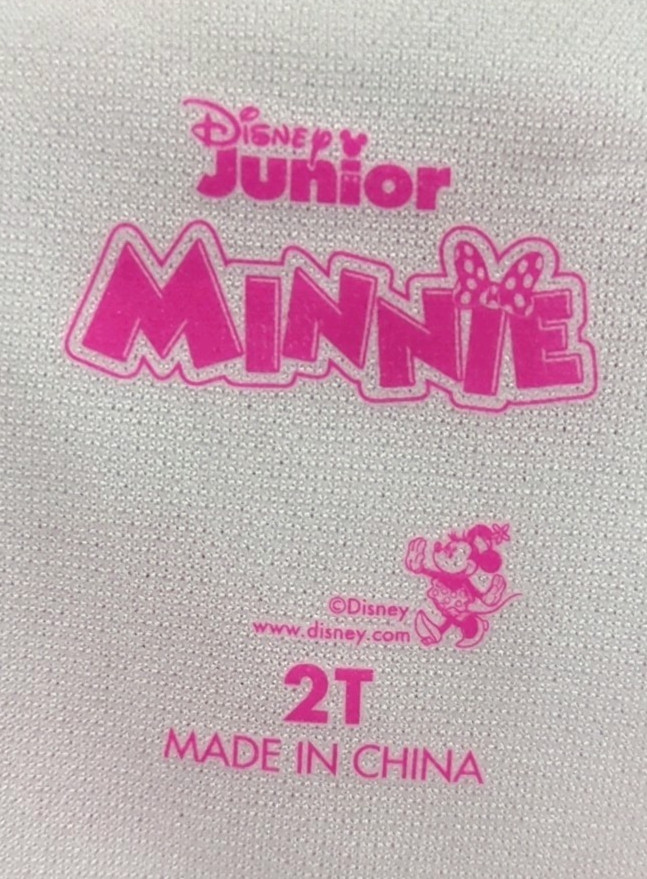 Disney
Junior
MINNIE
©Disney
www.disney.com
2T
MADE IN CHINA